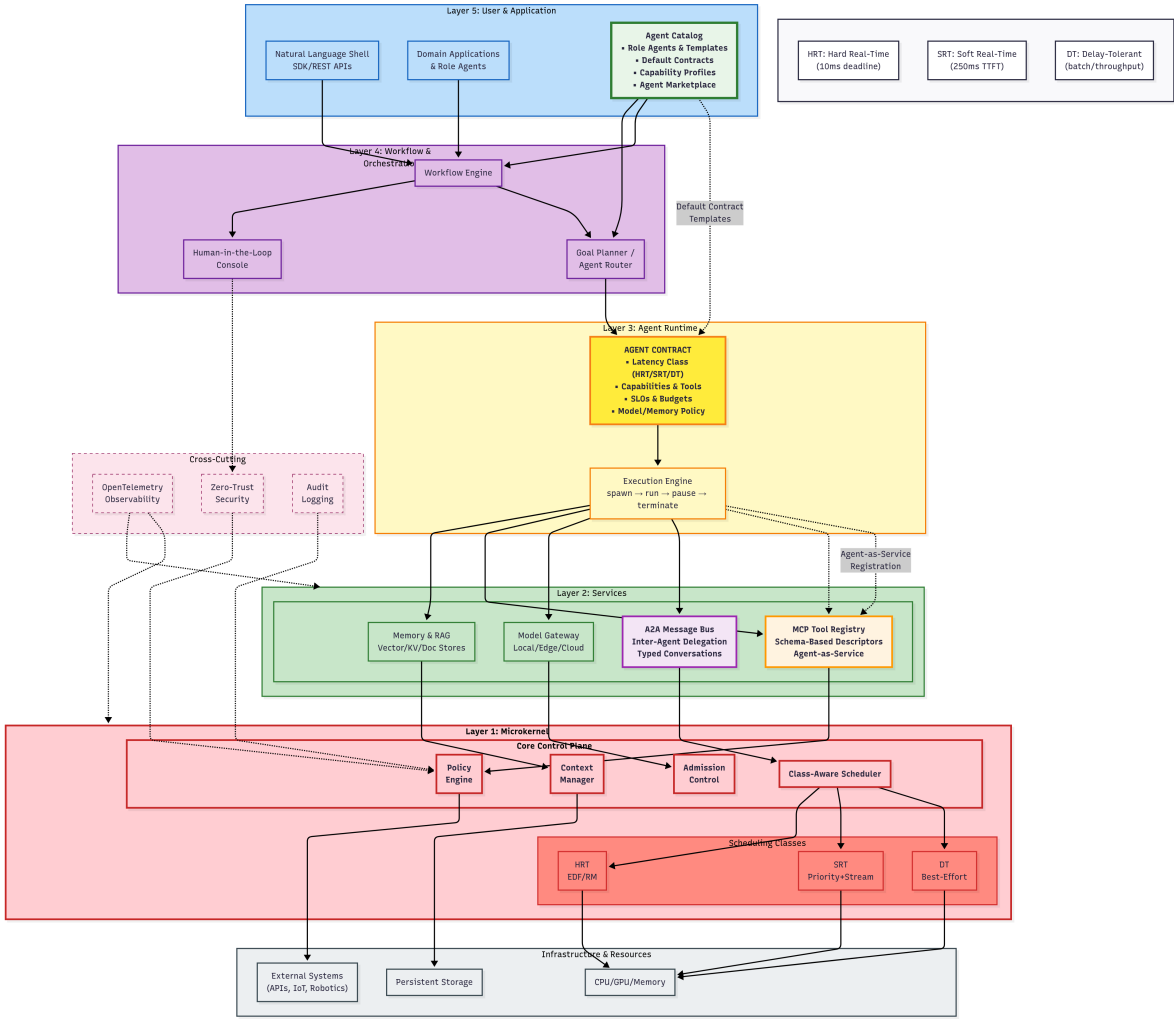 Layer 5: User & Application
Natural Language Shell
SDK/REST APIs
Domain Applications
& Role Agents
Agent Catalog
• Role Agents & Templates
• Default Contracts
• Capability Profiles
• Agent Marketplace
HRT: Hard Real-Time
(10ms deadline)
SRT: Soft Real-Time
(250ms TTFT)
DT: Delay-Tolerant
(batch/throughput)
Layer 4: Workflow &
Orchestration
Workflow Engine
Default Contract
Templates
Human-in-the-Loop
Console
Goal Planner /
Agent Router
Layer 3: Agent Runtime
AGENT CONTRACT
• Latency Class
(HRT/SRT/DT)
• Capabilities & Tools
• SLOs & Budgets
• Model/Memory Policy
Cross-Cutting
OpenTelemetry
Observability
Zero-Trust
Security
Audit
Logging
Execution Engine
spawn → run → pause →
terminate
Agent-as-Service
Registration
Layer 2: Services
Memory & RAG
Vector/KV/Doc Stores
Model Gateway
Local/Edge/Cloud
A2A Message Bus
Inter-Agent Delegation
Typed Conversations
MCP Tool Registry
Schema-Based Descriptors
Agent-as-Service
Layer 1: Microkernel
Core Control Plane
Policy
Engine
Context
Manager
Admission
Control
Class-Aware Scheduler
Scheduling Classes
HRT
EDF/RM
SRT
Priority+Stream
DT
Best-Effort
Infrastructure & Resources
External Systems
(APIs, IoT, Robotics)
Persistent Storage
CPU/GPU/Memory